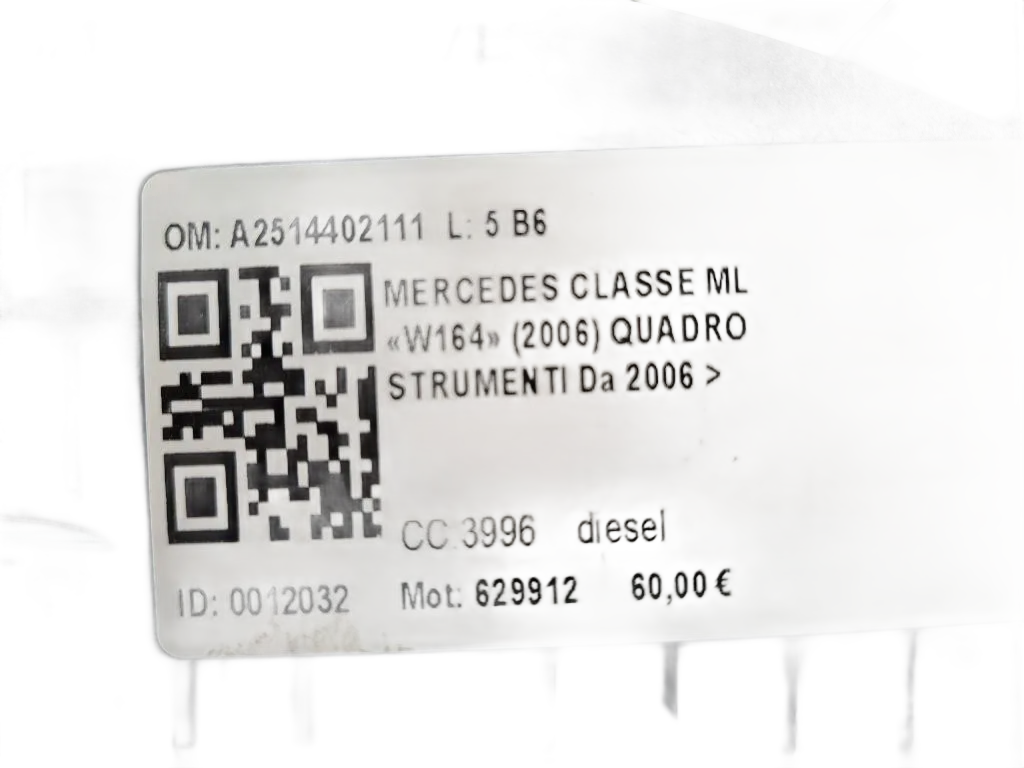 OM: A2514402111 L: 5 B6
MERCEDES CLASSE ML
«W164» (2006) QUADRO
STRUMENTI Da 2006 >
CC.3996 diesel
ID: 0012032 Mot: 629912 60,00 €